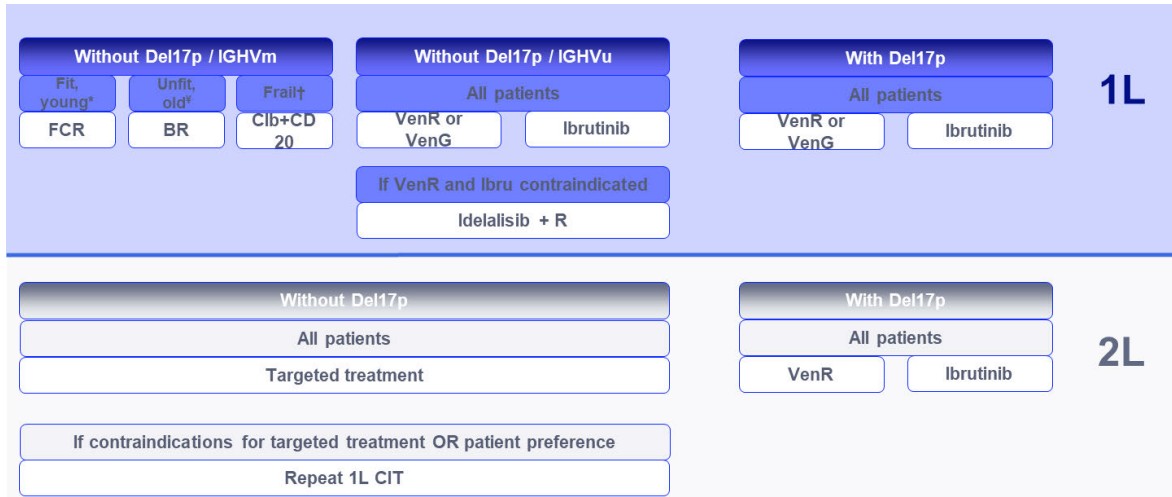 Without Del17p / IGHVm
Without Del17p / IGHVu
With Del17p
Fit,
young*
Unfit,
old¥
Frail†
All patients
All patients
1L
FCR
BR
Clb+CD
20
VenR or
VenG
Ibrutinib
VenR or
VenG
Ibrutinib
If VenR and Ibru contraindicated
Idelalisib + R
Without Del17p
With Del17p
All patients
All patients
2L
Targeted treatment
VenR
Ibrutinib
If contraindications for targeted treatment OR patient preference
Repeat 1L CIT